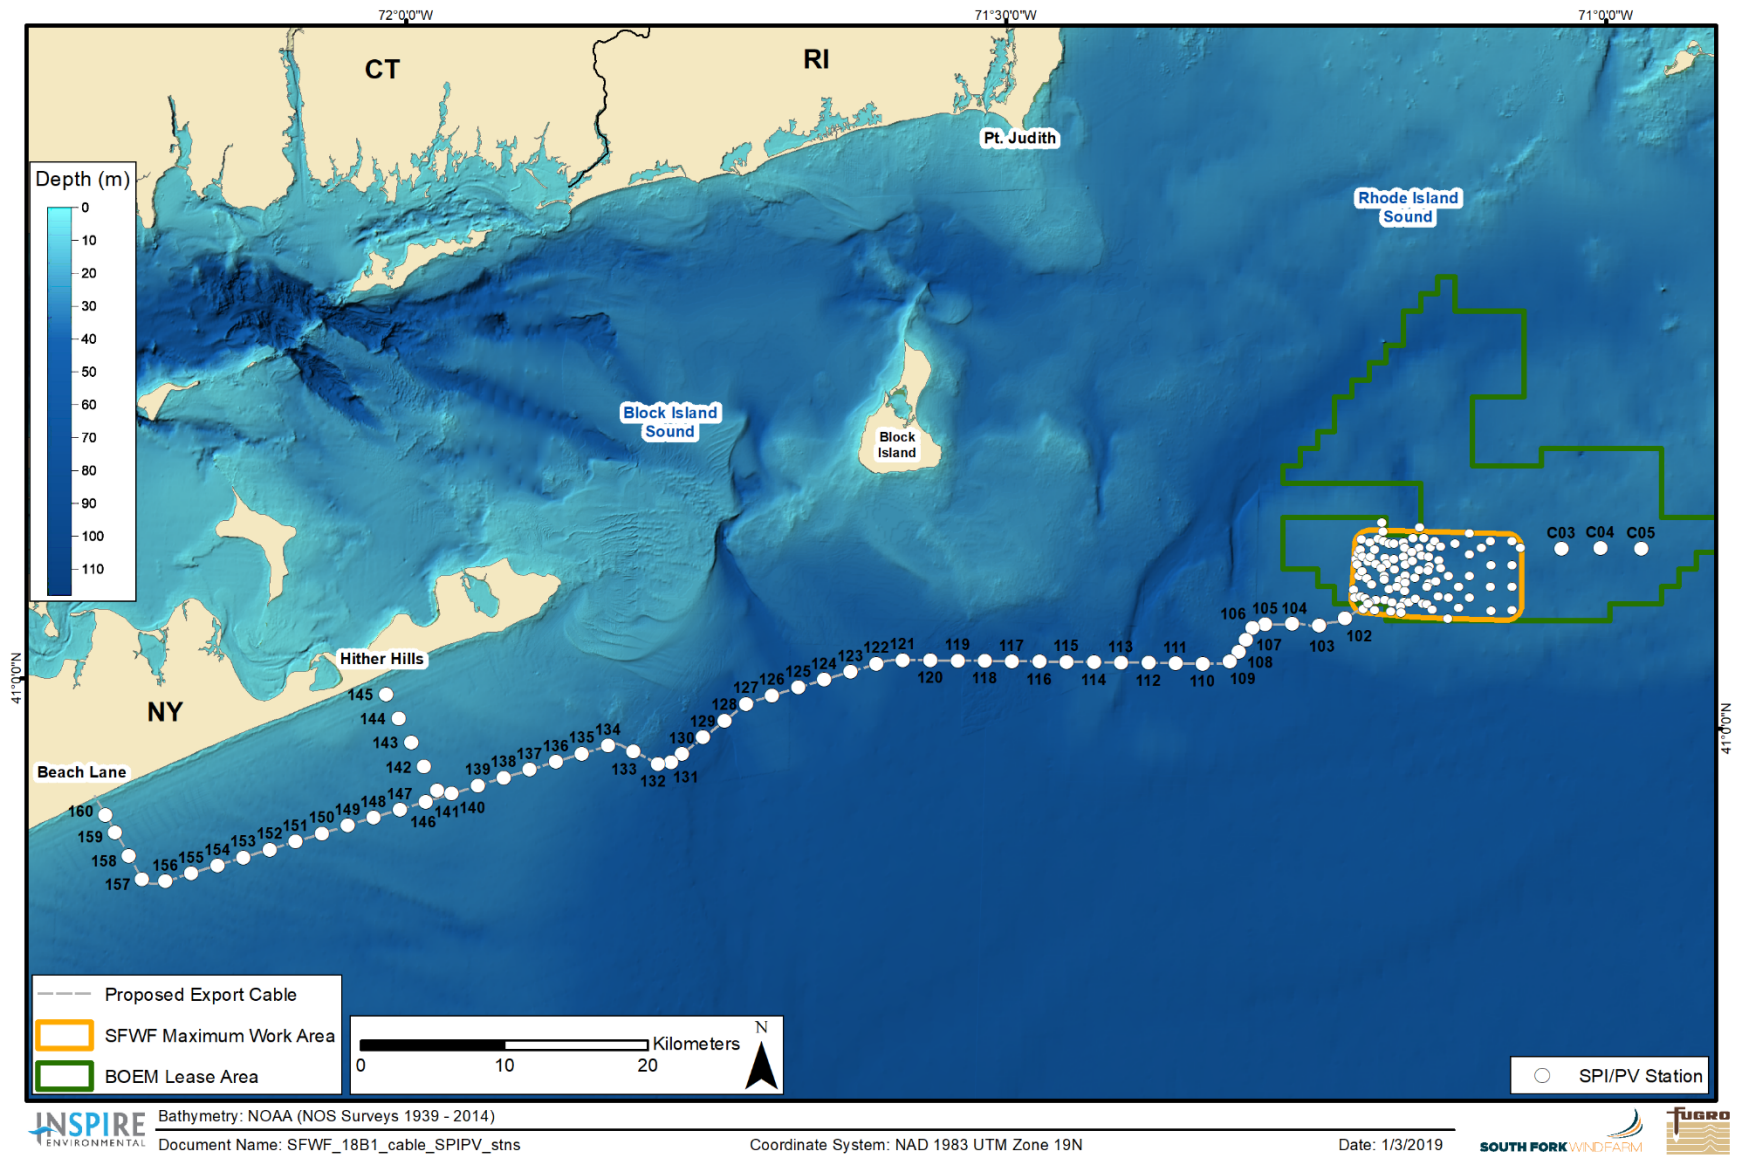 72°0'0"W
71°30'0"W
71°0'0"W
CT
RI
Pt. Judith
Depth (m)
0
10
20
30
40
50
60
70
80
90
100
110
Rhode Island
Sound
Block Island
Sound
Block
Island
C03
C04
C05
106
105
104
102
103
107
108
109
122
121
119
117
115
113
111
120
118
116
114
112
110
127
126
125
124
123
128
129
130
131
132
133
134
135
136
137
138
139
140
141
146
147
148
149
150
151
152
153
154
155
156
157
158
159
160
Hither Hills
145
144
143
142
NY
Beach Lane
41°0'0"N
41°0'0"N
Proposed Export Cable
SFWF Maximum Work Area
BOEM Lease Area
Kilometers
0
10
20
N
SPI/PV Station
INSPIRE
ENVIRONMENTAL
Bathymetry: NOAA (NOS Surveys 1939 - 2014)
Document Name: SFWF_18B1_cable_SPIPV_stns
Coordinate System: NAD 1983 UTM Zone 19N
Date: 1/3/2019
SOUTH FORK WINDFARM
FUGRO